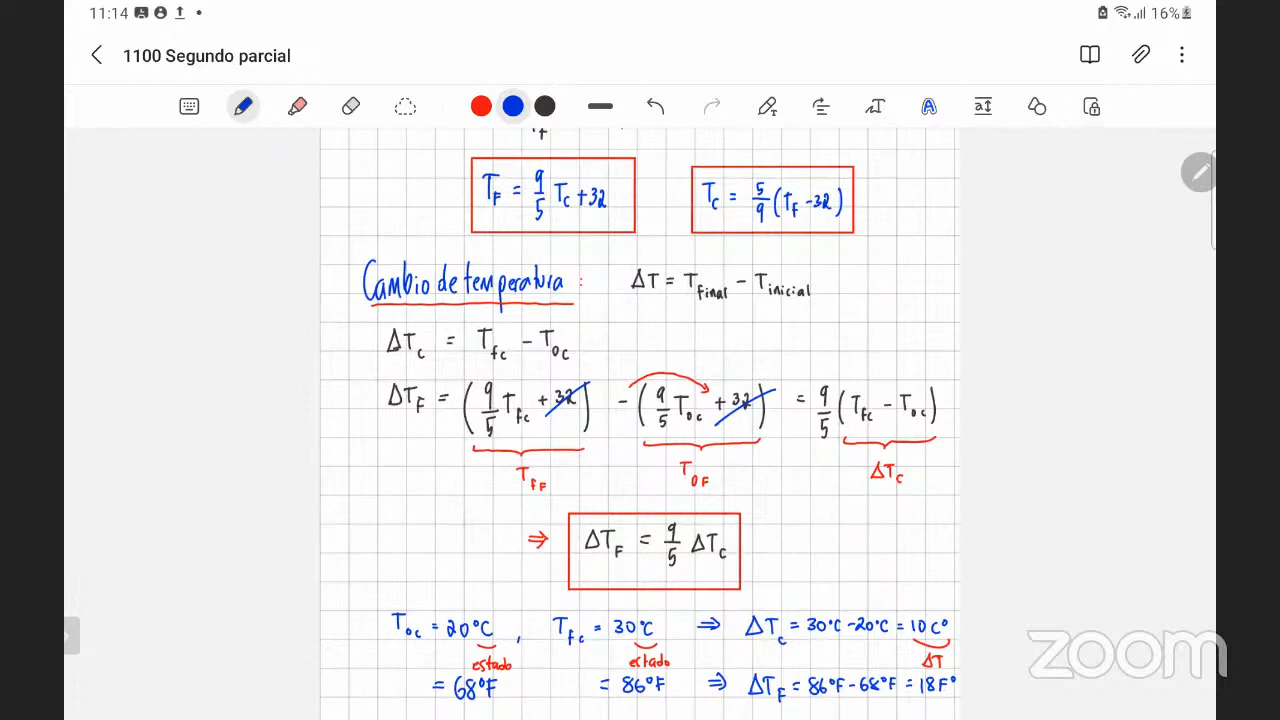 11:14
16%
1100 Segundo parcial
T_F = 9/5 T_C + 32
T_C = 5/9 (T_F - 32)
Cambio de temperatura :
ΔT = T_final - T_inicial
ΔT_C = T_fC - T_0C
ΔT_F = (9/5 T_fC + 32) - (9/5 T_0C + 32) = 9/5 (T_fC - T_0C)
T_fF
T_0F
ΔT_C
⇒ ΔT_F = 9/5 ΔT_C
T_0C = 20°C , T_fC = 30°C ⇒ ΔT_C = 30°C - 20°C = 10C°
estado
estado
ΔT
= 68°F = 86°F ⇒ ΔT_F = 86°F - 68°F = 18F°
zoom